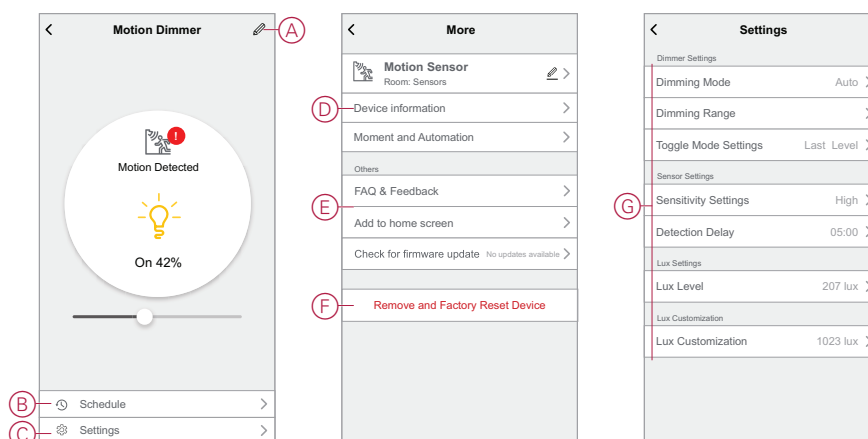 Motion Dimmer
A
!
Motion Detected
On 42%
B
Schedule
C
Settings
More
Motion Sensor
Room: Sensors
D
Device information
Moment and Automation
Others
E
FAQ & Feedback
Add to home screen
Check for firmware update No updates available
F
Remove and Factory Reset Device
Settings
Dimmer Settings
Dimming Mode Auto
Dimming Range
Toggle Mode Settings Last Level
Sensor Settings
G
Sensitivity Settings High
Detection Delay 05:00
Lux Settings
Lux Level 207 lux
Lux Customization
Lux Customization 1023 lux